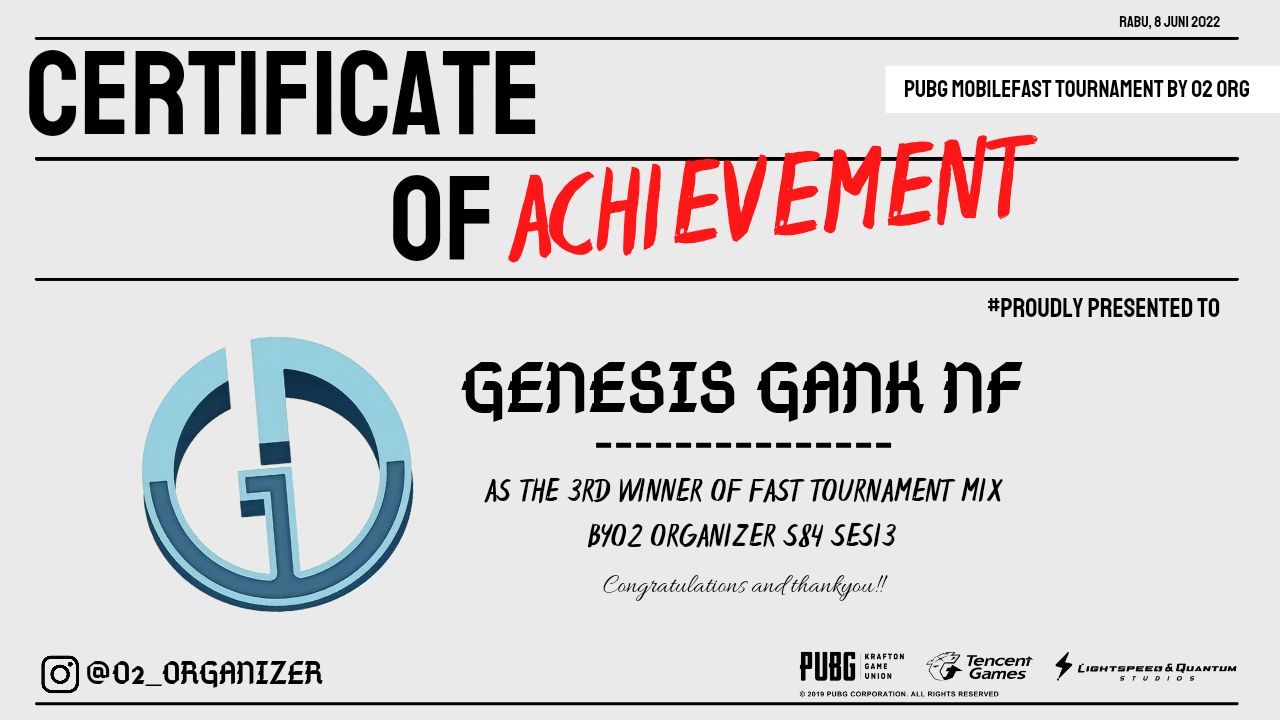 RABU, 8 JUNI 2022
CERTIFICATE
PUBG MOBILEFAST TOURNAMENT BY O2 ORG
OF ACHIEVEMENT
#PROUDLY PRESENTED TO
GENESIS GANK NF
---------------
AS THE 3RD WINNER OF FAST TOURNAMENT MIX
BYO2 ORGANIZER S84 SESI3
Congratulations and thankyou!!
@O2_ORGANIZER
PUBG
KRAFTON
GAME
UNION
Tencent
Games
LIGHTSPEED & QUANTUM
STUDIOS
© 2019 PUBG CORPORATION. ALL RIGHTS RESERVED